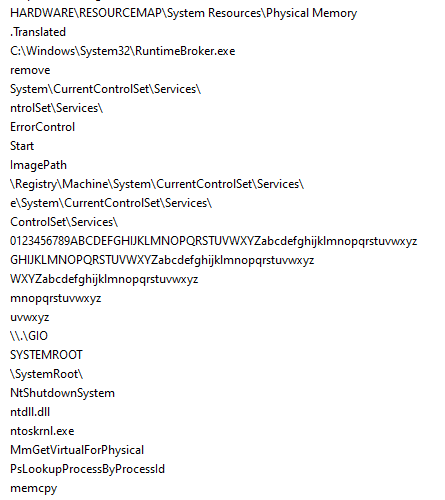 HARDWARE\RESOURCEMAP\System Resources\Physical Memory
.Translated
C:\Windows\System32\RuntimeBroker.exe
remove
System\CurrentControlSet\Services\
ntrolSet\Services\
ErrorControl
Start
ImagePath
\Registry\Machine\System\CurrentControlSet\Services\
e\System\CurrentControlSet\Services\
ControlSet\Services\
0123456789ABCDEFGHIJKLMNOPQRSTUVWXYZabcdefghijklmnopqrstuvwxyz
GHIJKLMNOPQRSTUVWXYZabcdefghijklmnopqrstuvwxyz
WXYZabcdefghijklmnopqrstuvwxyz
mnopqrstuvwxyz
uvwxyz
\\.\GIO
SYSTEMROOT
\SystemRoot\
NtShutdownSystem
ntdll.dll
ntoskrnl.exe
MmGetVirtualForPhysical
PsLookupProcessByProcessId
memcpy